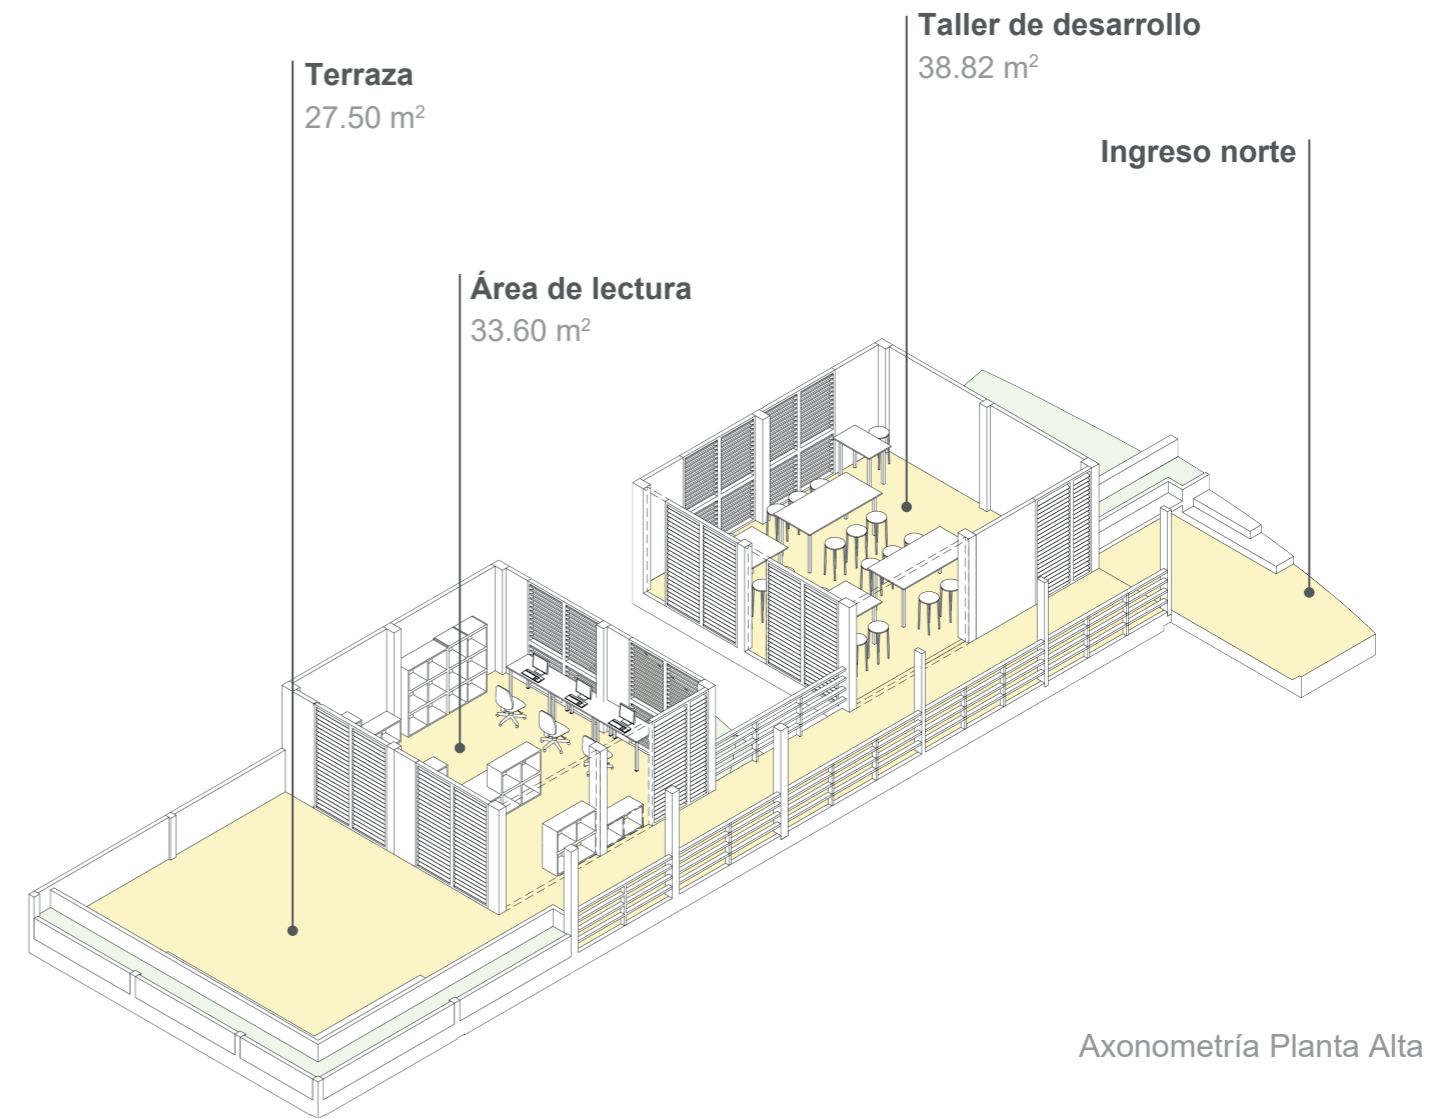 Taller de desarrollo
38.82 m²
Terraza
27.50 m²
Ingreso norte
Área de lectura
33.60 m²
Axonometría Planta Alta